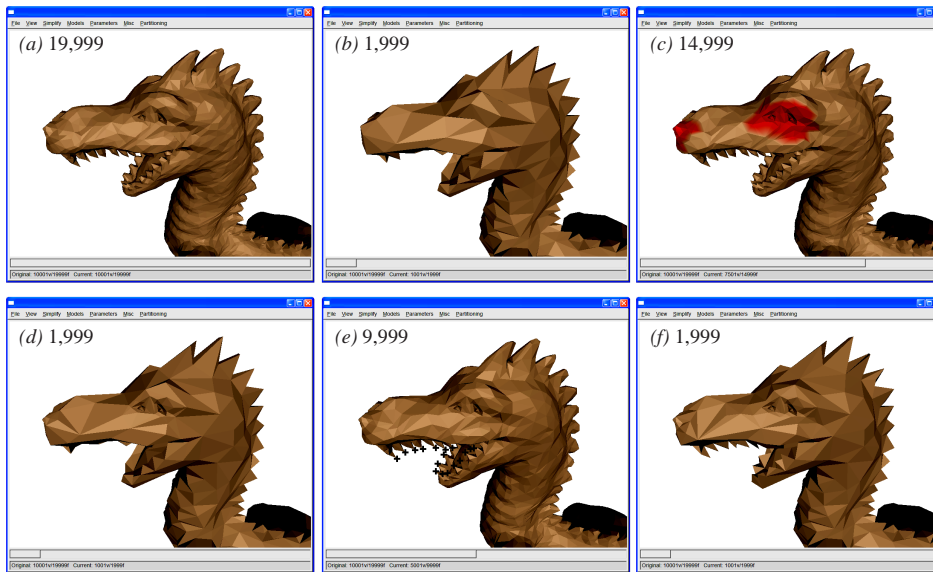 File View Simplify Models Parameters Misc Partitioning
(a) 19,999
Original: 10001v/19999f Current: 10001v/19999f
File View Simplify Models Parameters Misc Partitioning
(b) 1,999
Original: 10001v/19999f Current: 1001v/1999f
File View Simplify Models Parameters Misc Partitioning
(c) 14,999
Original: 10001v/19999f Current: 7501v/14999f
File View Simplify Models Parameters Misc Partitioning
(d) 1,999
Original: 10001v/19999f Current: 1001v/1999f
File View Simplify Models Parameters Misc Partitioning
(e) 9,999
Original: 10001v/19999f Current: 5001v/9999f
File View Simplify Models Parameters Misc Partitioning
(f) 1,999
Original: 10001v/19999f Current: 1001v/1999f